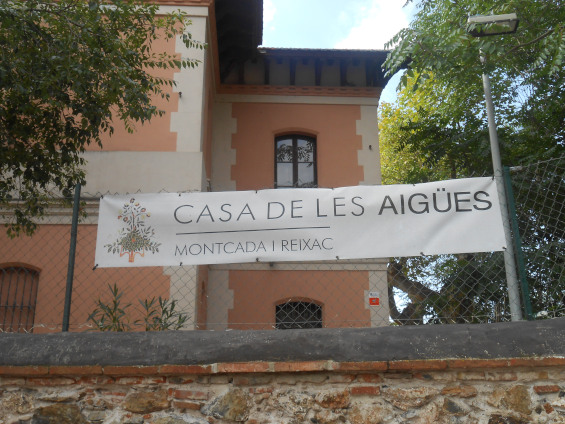 CASA DE LES AIGÜES
MONTCADA I REIXAC